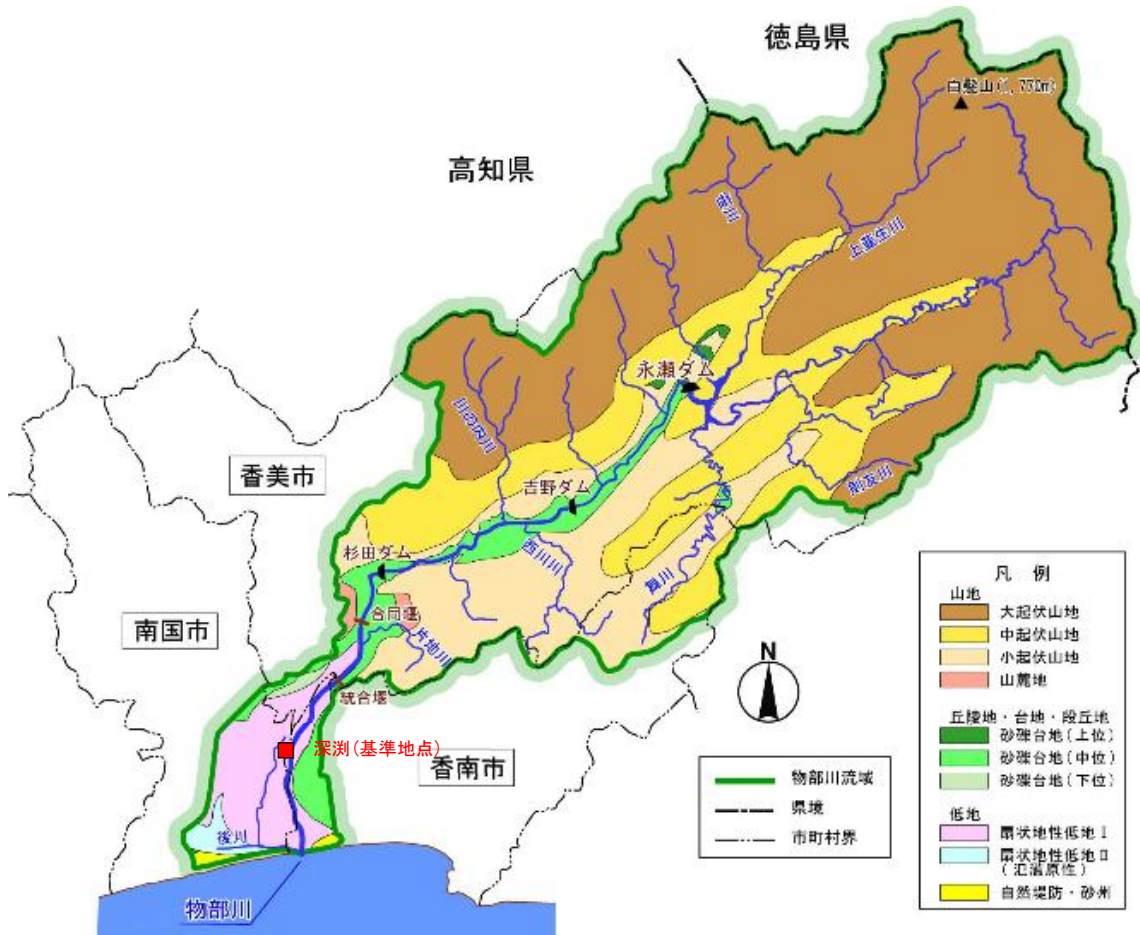 徳島県
白髪山(1,770m)
高知県
上韮生川
永瀬ダム
川の内川
香美市
吉野ダム
杉田ダム
西川川
舞川
合同堰
片地川
南国市
統合堰
深渕(基準地点)
香南市
後川
物部川
N
物部川流域
県境
市町村界
凡 例
山地
大起伏山地
中起伏山地
小起伏山地
山麓地
丘陵地・台地・段丘地
砂礫台地(上位)
砂礫台地(中位)
砂礫台地(下位)
低地
扇状地性低地Ⅰ
扇状地性低地Ⅱ
(氾濫原性)
自然堤防・砂州